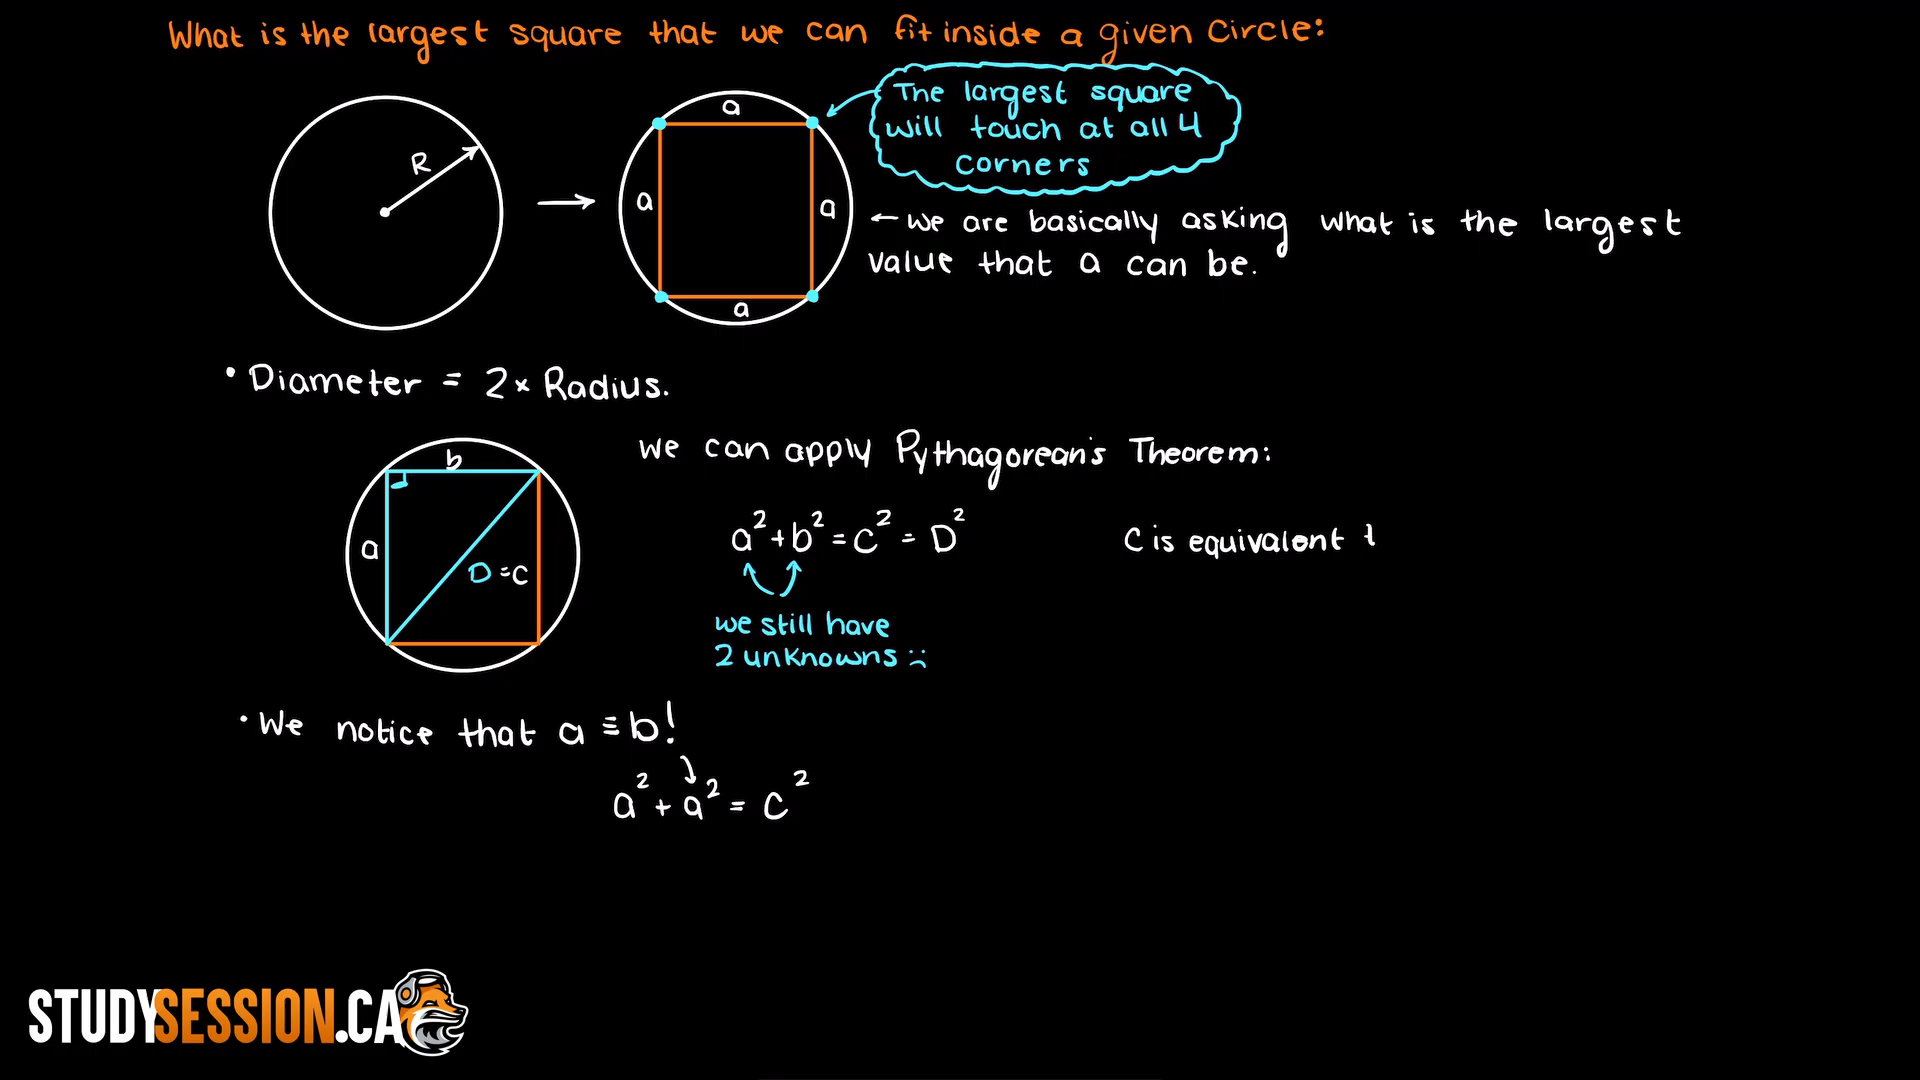 What is the largest square that we can fit inside a given circle:
R
a
a
a
a
The largest square
will touch at all 4
corners
← we are basically asking what is the largest
value that a can be.
• Diameter = 2 × Radius.
b
a
D = c
we can apply Pythagorean's Theorem:
a² + b² = c² = D²
C is equivalent t
we still have
2 unknowns :(
• We notice that a ≡ b!
a² + a² = c²
STUDYSESSION.CA